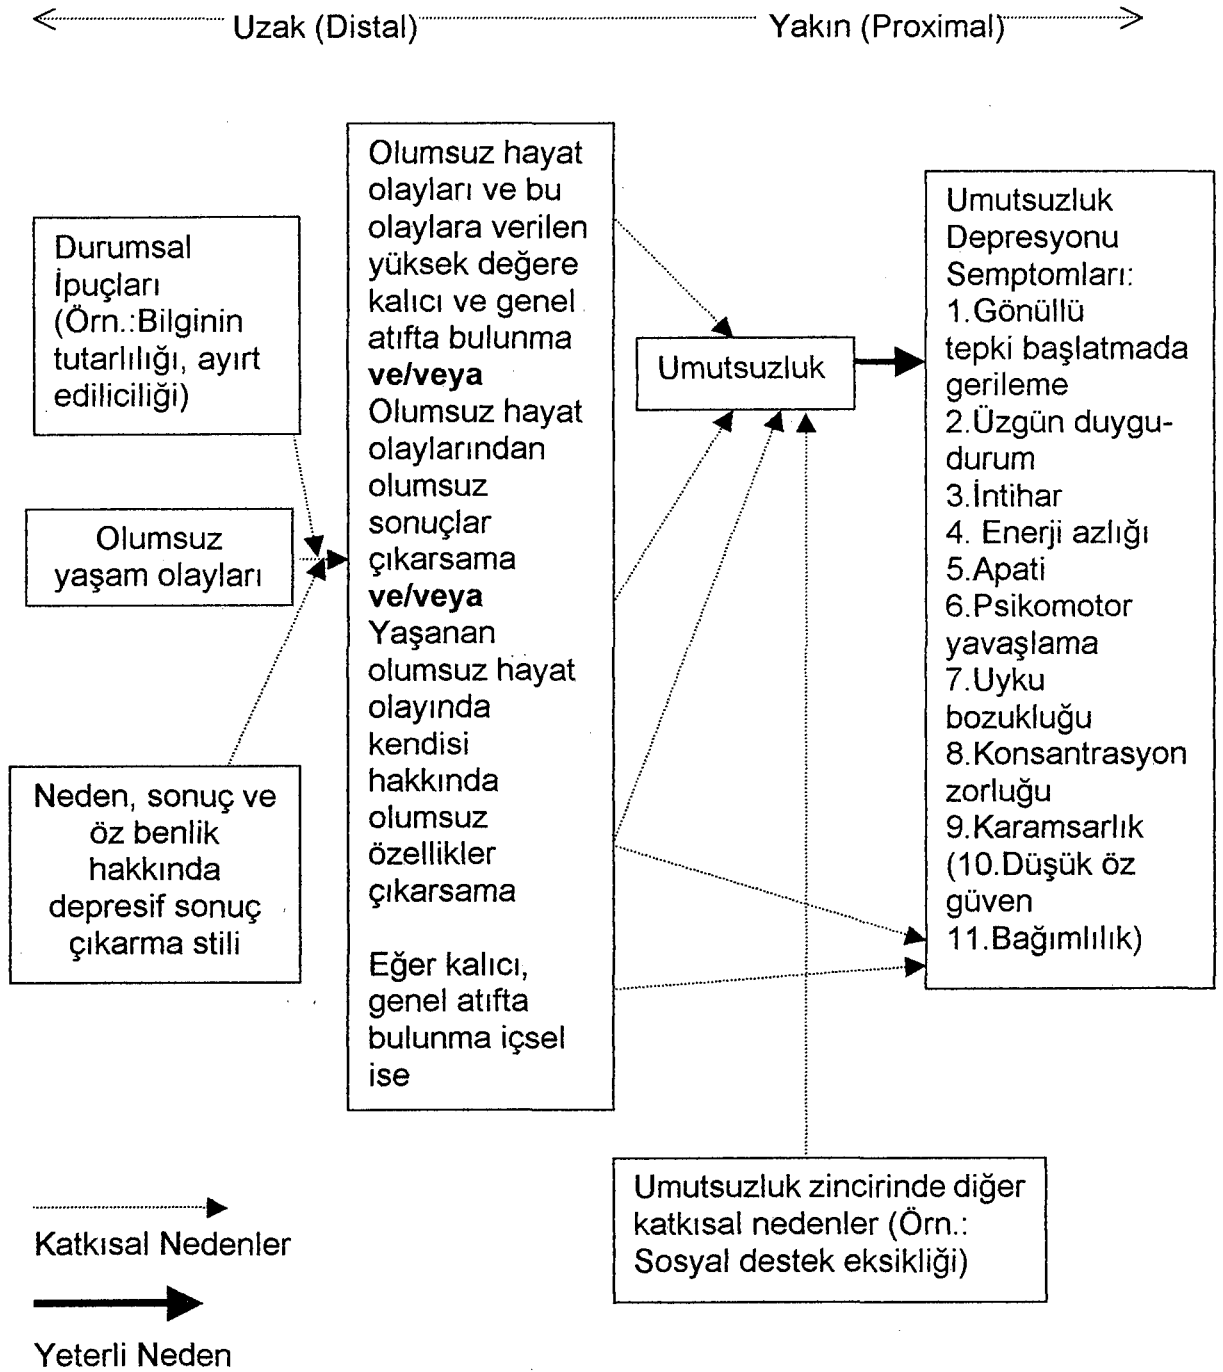 Uzak (Distal)
Yakın (Proximal)
Durumsal
İpuçları
(Örn.:Bilginin
tutarlılığı, ayırt
ediliciliği)
Olumsuz
yaşam olayları
Neden, sonuç ve
öz benlik
hakkında
depresif sonuç
çıkarma stili
Olumsuz hayat
olayları ve bu
olaylara verilen
yüksek değere
kalıcı ve genel
atıfta bulunma
ve/veya
Olumsuz hayat
olaylarından
olumsuz
sonuçlar
çıkarsama
ve/veya
Yaşanan
olumsuz hayat
olayında
kendisi
hakkında
olumsuz
özellikler
çıkarsama
Eğer kalıcı,
genel atıfta
bulunma içsel
ise
Umutsuzluk
Umutsuzluk
Depresyonu
Semptomları:
1.Gönüllü
tepki başlatmada
gerileme
2.Üzgün duygu-
durum
3.İntihar
4. Enerji azlığı
5.Apati
6.Psikomotor
yavaşlama
7.Uyku
bozukluğu
8.Konsantrasyon
zorluğu
9.Karamsarlık
(10.Düşük öz
güven
11.Bağımlılık)
Umutsuzluk zincirinde diğer
katkısal nedenler (Örn.:
Sosyal destek eksikliği)
Katkısal Nedenler
Yeterli Neden